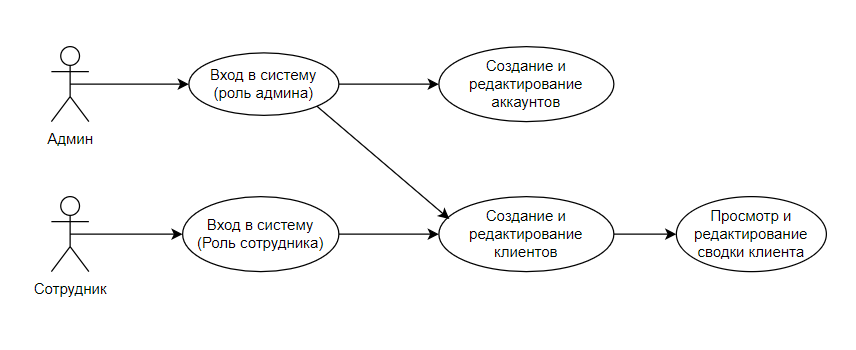 Вход в систему
(роль админа)
Создание и
редактирование
аккаунтов
Админ
Вход в систему
(Роль сотрудника)
Создание и
редактирование
клиентов
Просмотр и
редактирование
сводки клиента
Сотрудник